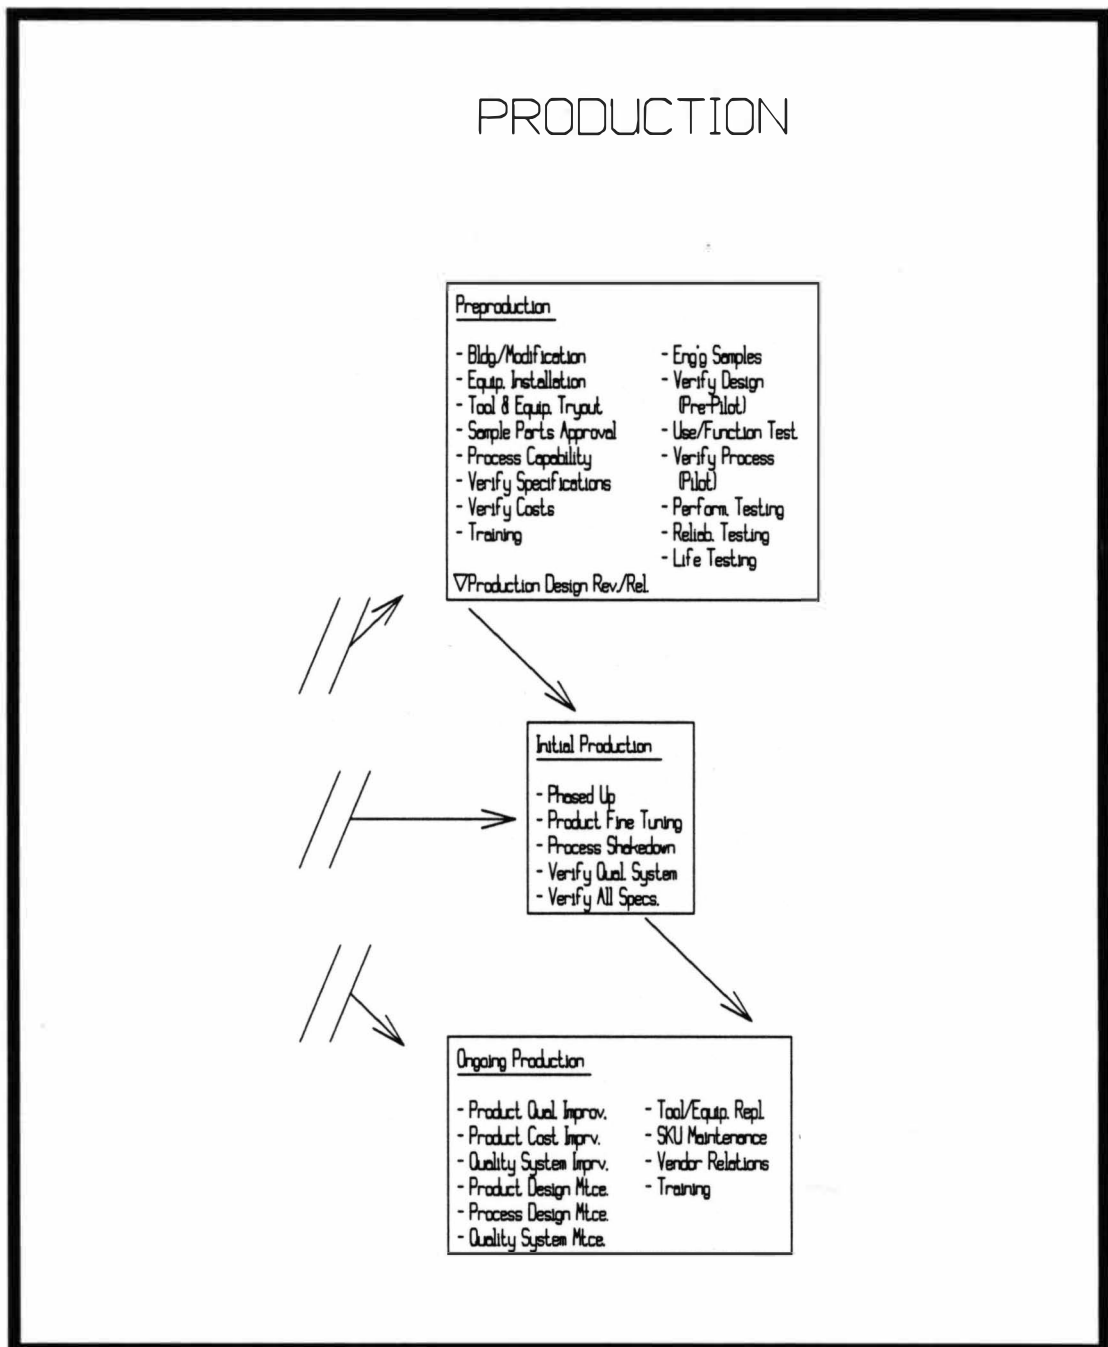 PRODUCTION
Preproduction
- Bldg/Modification
- Equip. Installation
- Tool & Equip. Tryout
- Sample Parts Approval
- Process Capability
- Verify Specifications
- Verify Costs
- Training
- Eng'g Samples
- Verify Design
(Pre-Pilot)
- Use/Function Test
- Verify Process
(Pilot)
- Perform. Testing
- Reliab. Testing
- Life Testing
▽Production Design Rev./Rel.
Initial Production
- Phased Up
- Product Fine Tuning
- Process Shakedown
- Verify Qual. System
- Verify All Specs.
Ongoing Production
- Product Qual. Improv.
- Product Cost Imprv.
- Quality System Imprv.
- Product Design Mtce.
- Process Design Mtce.
- Quality System Mtce.
- Tool/Equip. Repl.
- SKU Maintenance
- Vendor Relations
- Training